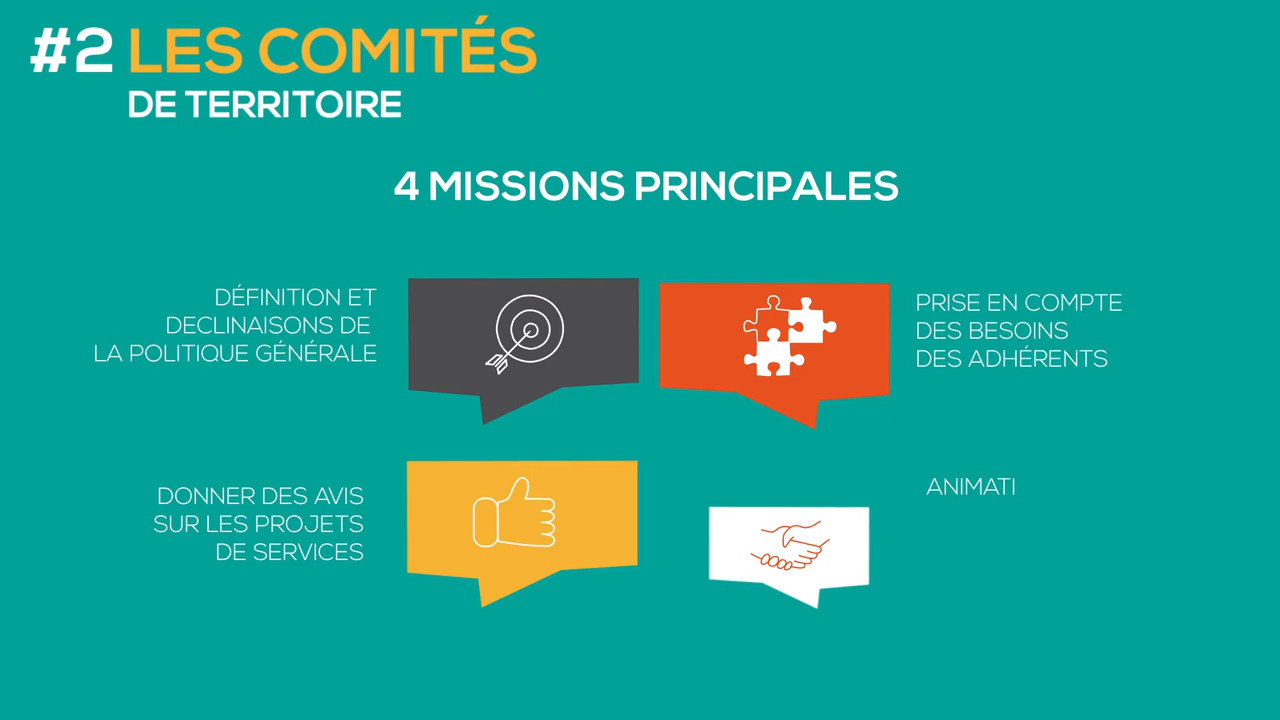 #2 LES COMITÉS
DE TERRITOIRE
4 MISSIONS PRINCIPALES
DÉFINITION ET
DECLINAISONS DE
LA POLITIQUE GÉNÉRALE
PRISE EN COMPTE
DES BESOINS
DES ADHÉRENTS
DONNER DES AVIS
SUR LES PROJETS
DE SERVICES
ANIMATI